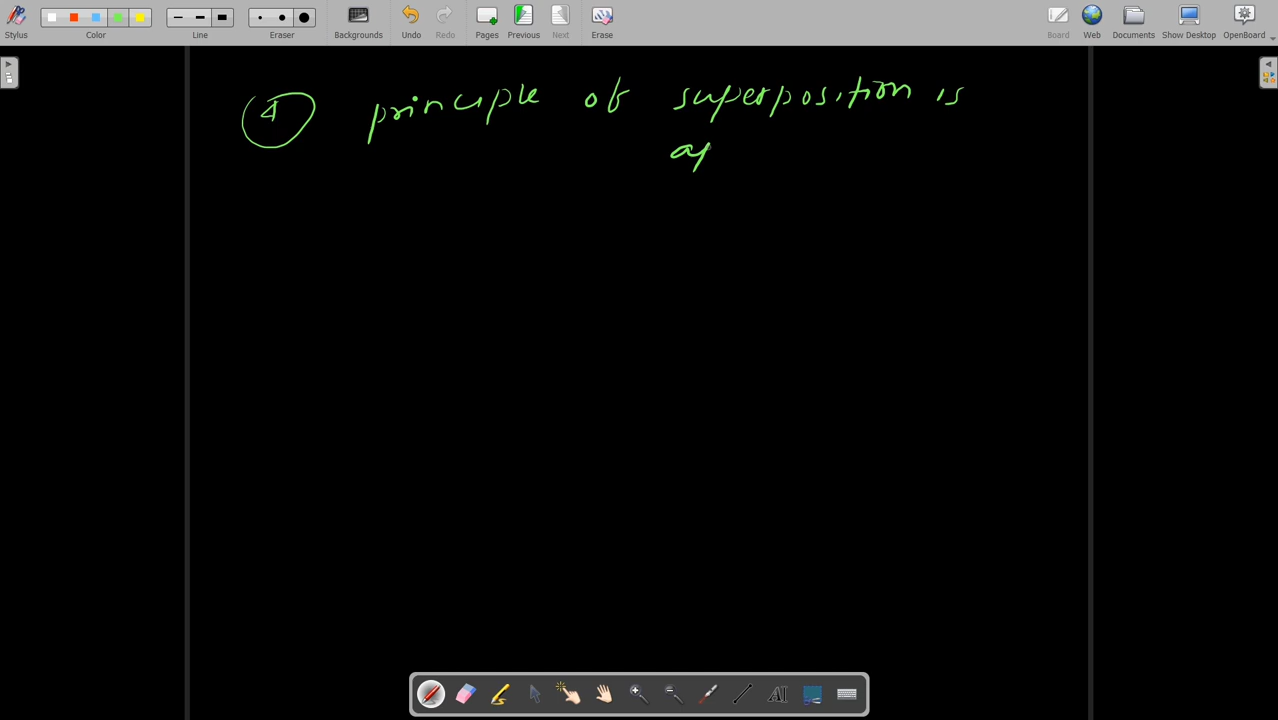 Stylus Color Line Eraser Backgrounds Undo Redo Pages Previous Next Erase Board Web Documents Show Desktop OpenBoard
4 principle of superposition is
ap
AI